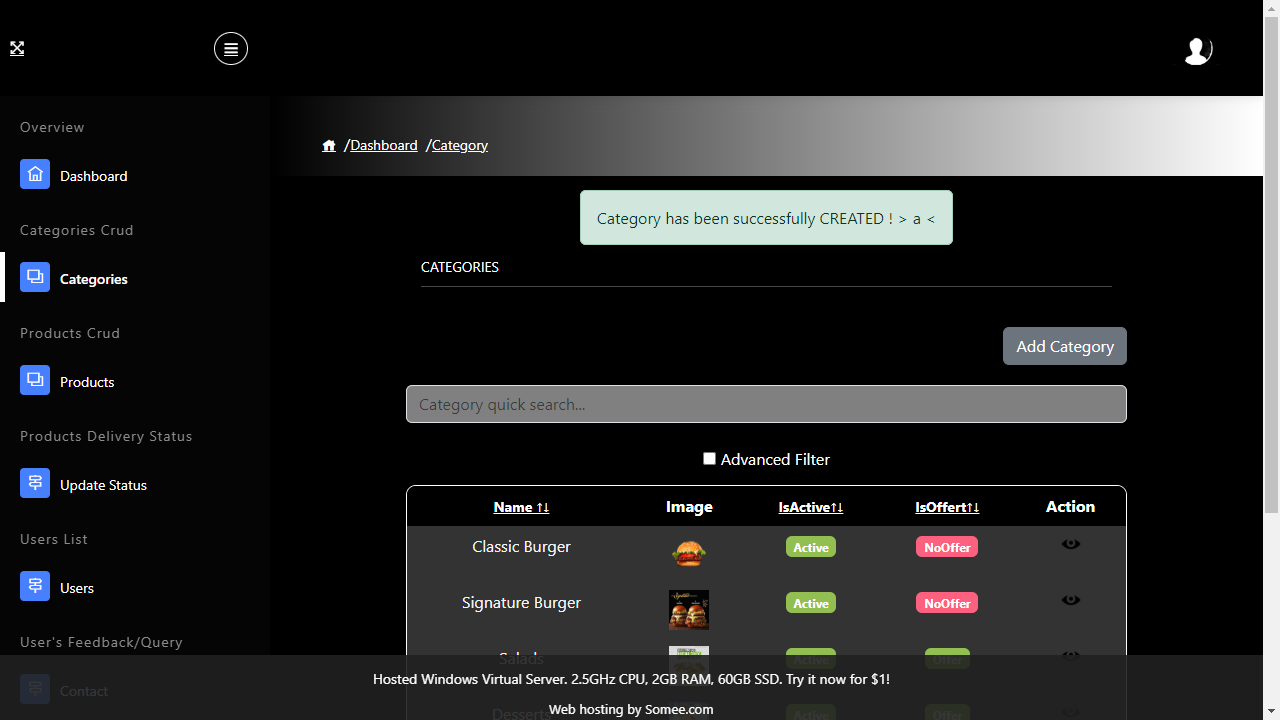 Overview
Dashboard
Categories Crud
Categories
Products Crud
Products
Products Delivery Status
Update Status
Users List
Users
User's Feedback/Query
Contact
/Dashboard /Category
Category has been successfully CREATED ! > a <
CATEGORIES
Add Category
Category quick search...
Advanced Filter
Name ↑↓ Image IsActive↑↓ IsOffert↑↓ Action
Classic Burger Active NoOffer
Signature Burger Active NoOffer
Salads Active Offer
Desserts Active Offer
Hosted Windows Virtual Server. 2.5GHz CPU, 2GB RAM, 60GB SSD. Try it now for $1!
Web hosting by Somee.com